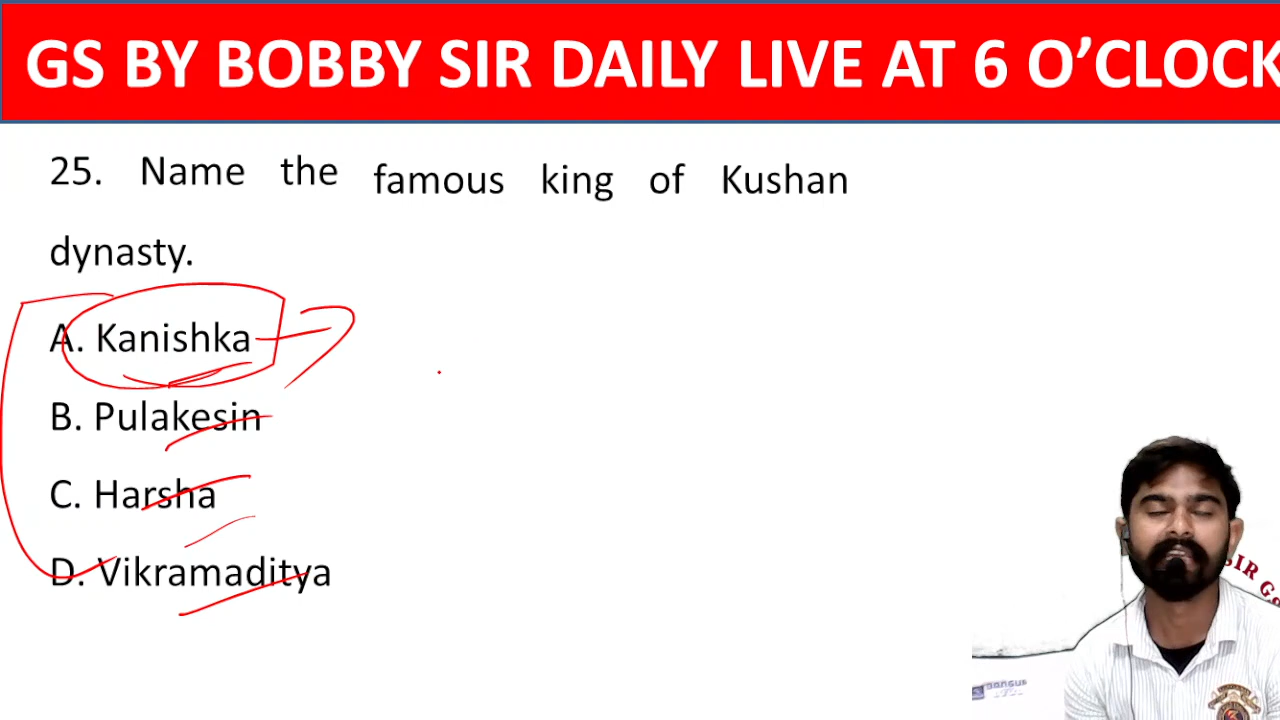 GS BY BOBBY SIR DAILY LIVE AT 6 O’CLOCK
25. Name the famous king of Kushan
dynasty.
A. Kanishka
B. Pulakesin
C. Harsha
D. Vikramaditya
SIR